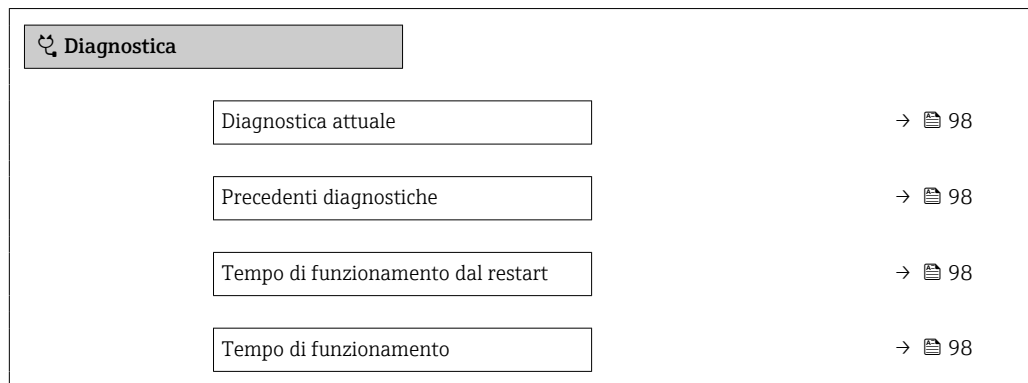 Diagnostica
Diagnostica attuale → 98
Precedenti diagnostiche → 98
Tempo di funzionamento dal restart → 98
Tempo di funzionamento → 98